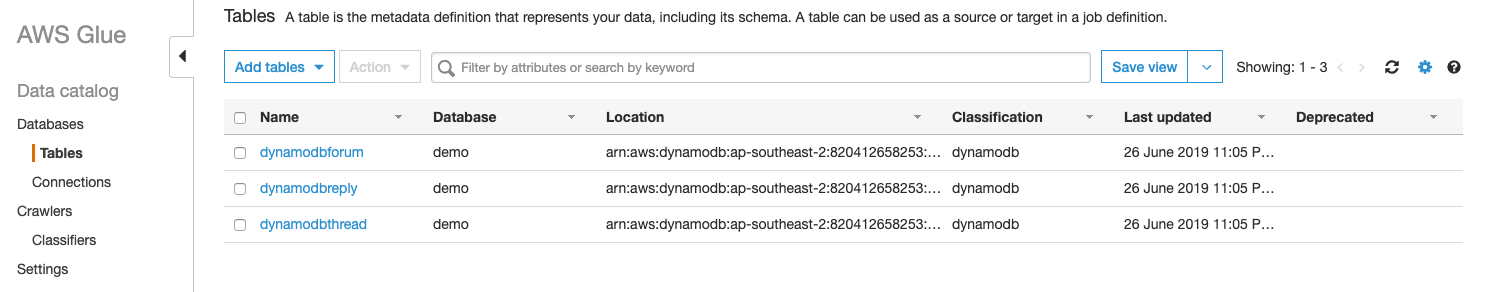 AWS Glue
Data catalog
Databases
Tables
Connections
Crawlers
Classifiers
Settings
Tables A table is the metadata definition that represents your data, including its schema. A table can be used as a source or target in a job definition.
Add tables Action Filter by attributes or search by keyword Save view Showing: 1 - 3
Name Database Location Classification Last updated Deprecated
dynamodbforum demo arn:aws:dynamodb:ap-southeast-2:820412658253:... dynamodb 26 June 2019 11:05 P...
dynamodbreply demo arn:aws:dynamodb:ap-southeast-2:820412658253:... dynamodb 26 June 2019 11:05 P...
dynamodbthread demo arn:aws:dynamodb:ap-southeast-2:820412658253:... dynamodb 26 June 2019 11:05 P...